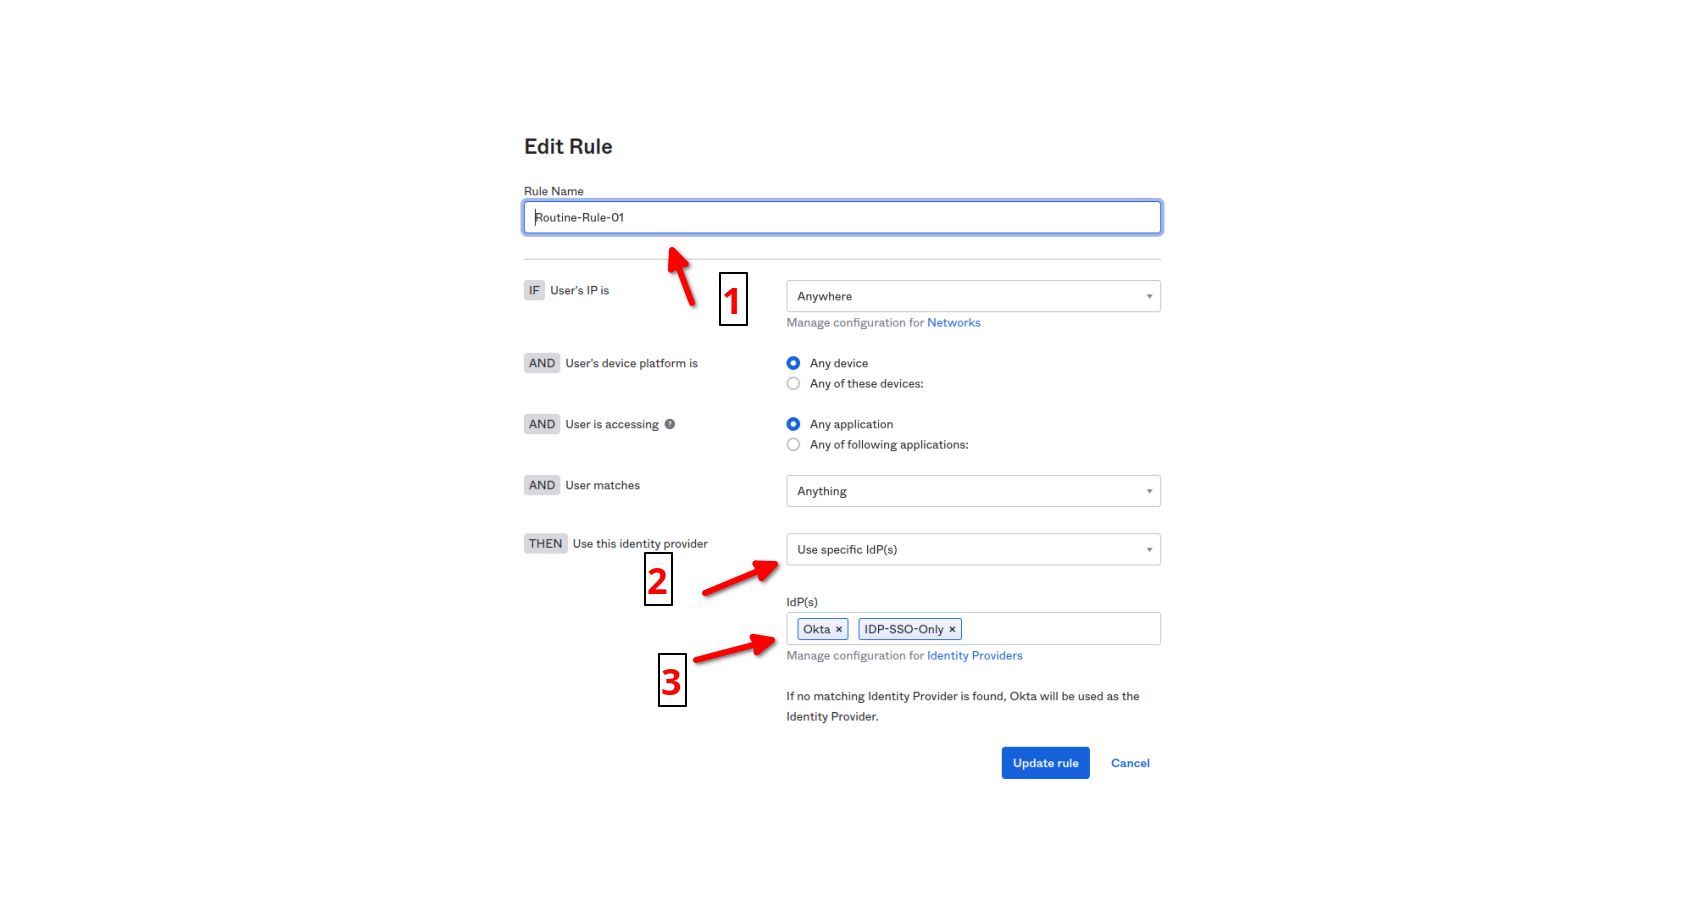 Edit Rule
Rule Name
Routine-Rule-01
1
IF User's IP is
Anywhere
Manage configuration for Networks
AND User's device platform is
Any device
Any of these devices:
AND User is accessing ?
Any application
Any of following applications:
AND User matches
Anything
THEN Use this identity provider
Use specific IdP(s)
2
IdP(s)
Okta × IDP-SSO-Only ×
3
Manage configuration for Identity Providers
If no matching Identity Provider is found, Okta will be used as the
Identity Provider.
Update rule Cancel